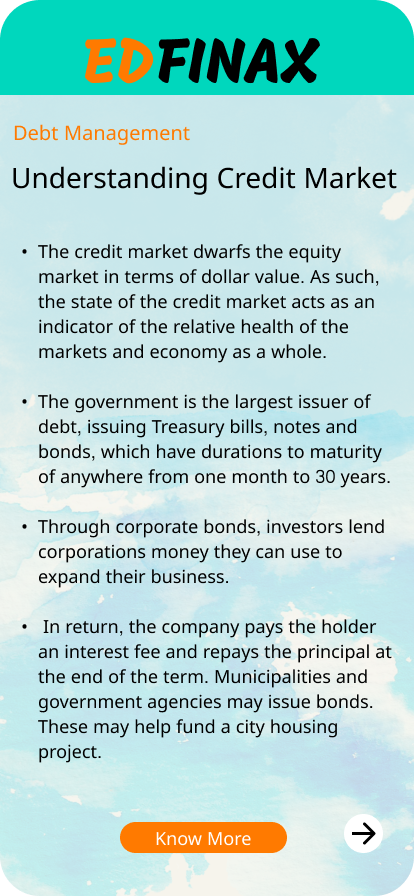 EDFINAX
Debt Management
Understanding Credit Market
• The credit market dwarfs the equity
market in terms of dollar value. As such,
the state of the credit market acts as an
indicator of the relative health of the
markets and economy as a whole.
• The government is the largest issuer of
debt, issuing Treasury bills, notes and
bonds, which have durations to maturity
of anywhere from one month to 30 years.
• Through corporate bonds, investors lend
corporations money they can use to
expand their business.
• In return, the company pays the holder
an interest fee and repays the principal at
the end of the term. Municipalities and
government agencies may issue bonds.
These may help fund a city housing
project.
Know More